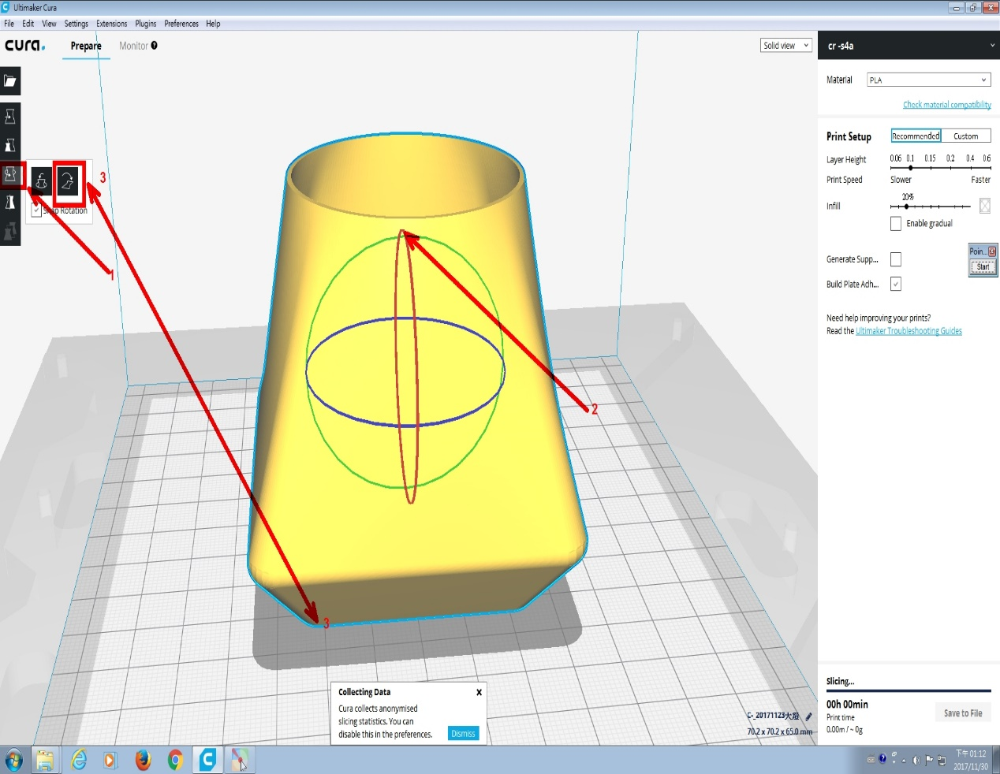 Ultimaker Cura
File Edit View Settings Extensions Plugins Preferences Help
cura. Prepare Monitor ?
Solid view
cr -s4a
Material PLA
Check material compatibility
Print Setup Recommended Custom
Layer Height 0.06 0.1 0.15 0.2 0.4 0.6
Print Speed Slower Faster
20%
Infill
Enable gradual
Generate Supp...
Build Plate Adh...
Poin...
Start
Need help improving your prints?
Read the Ultimaker Troubleshooting Guides
3
Snap Rotation
1
2
3
Collecting Data
Cura collects anonymised
slicing statistics. You can
disable this in the preferences.
Dismiss
C-_20171123大
70.2 x 70.2 x 65.0 mm
Slicing...
00h 00min
Print time
0.00m / ~ 0g
Save to File
下午 01:12
2017/11/30